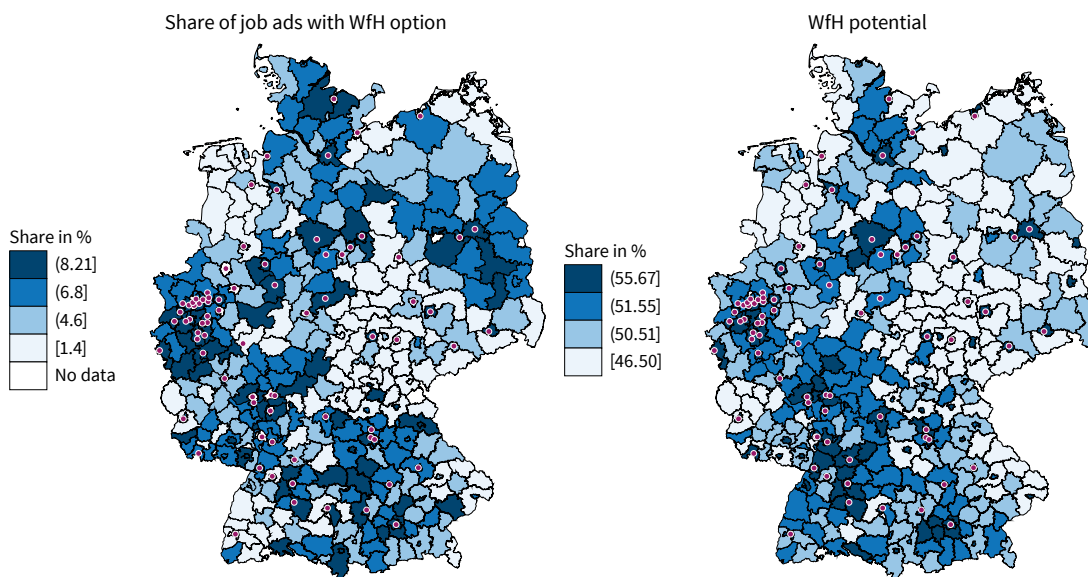 Share of job ads with WfH option
WfH potential
Share in %
(8.21]
(6.8]
(4.6]
[1.4)
No data
Share in %
(55.67]
(51.55]
(50.51]
[46.50]